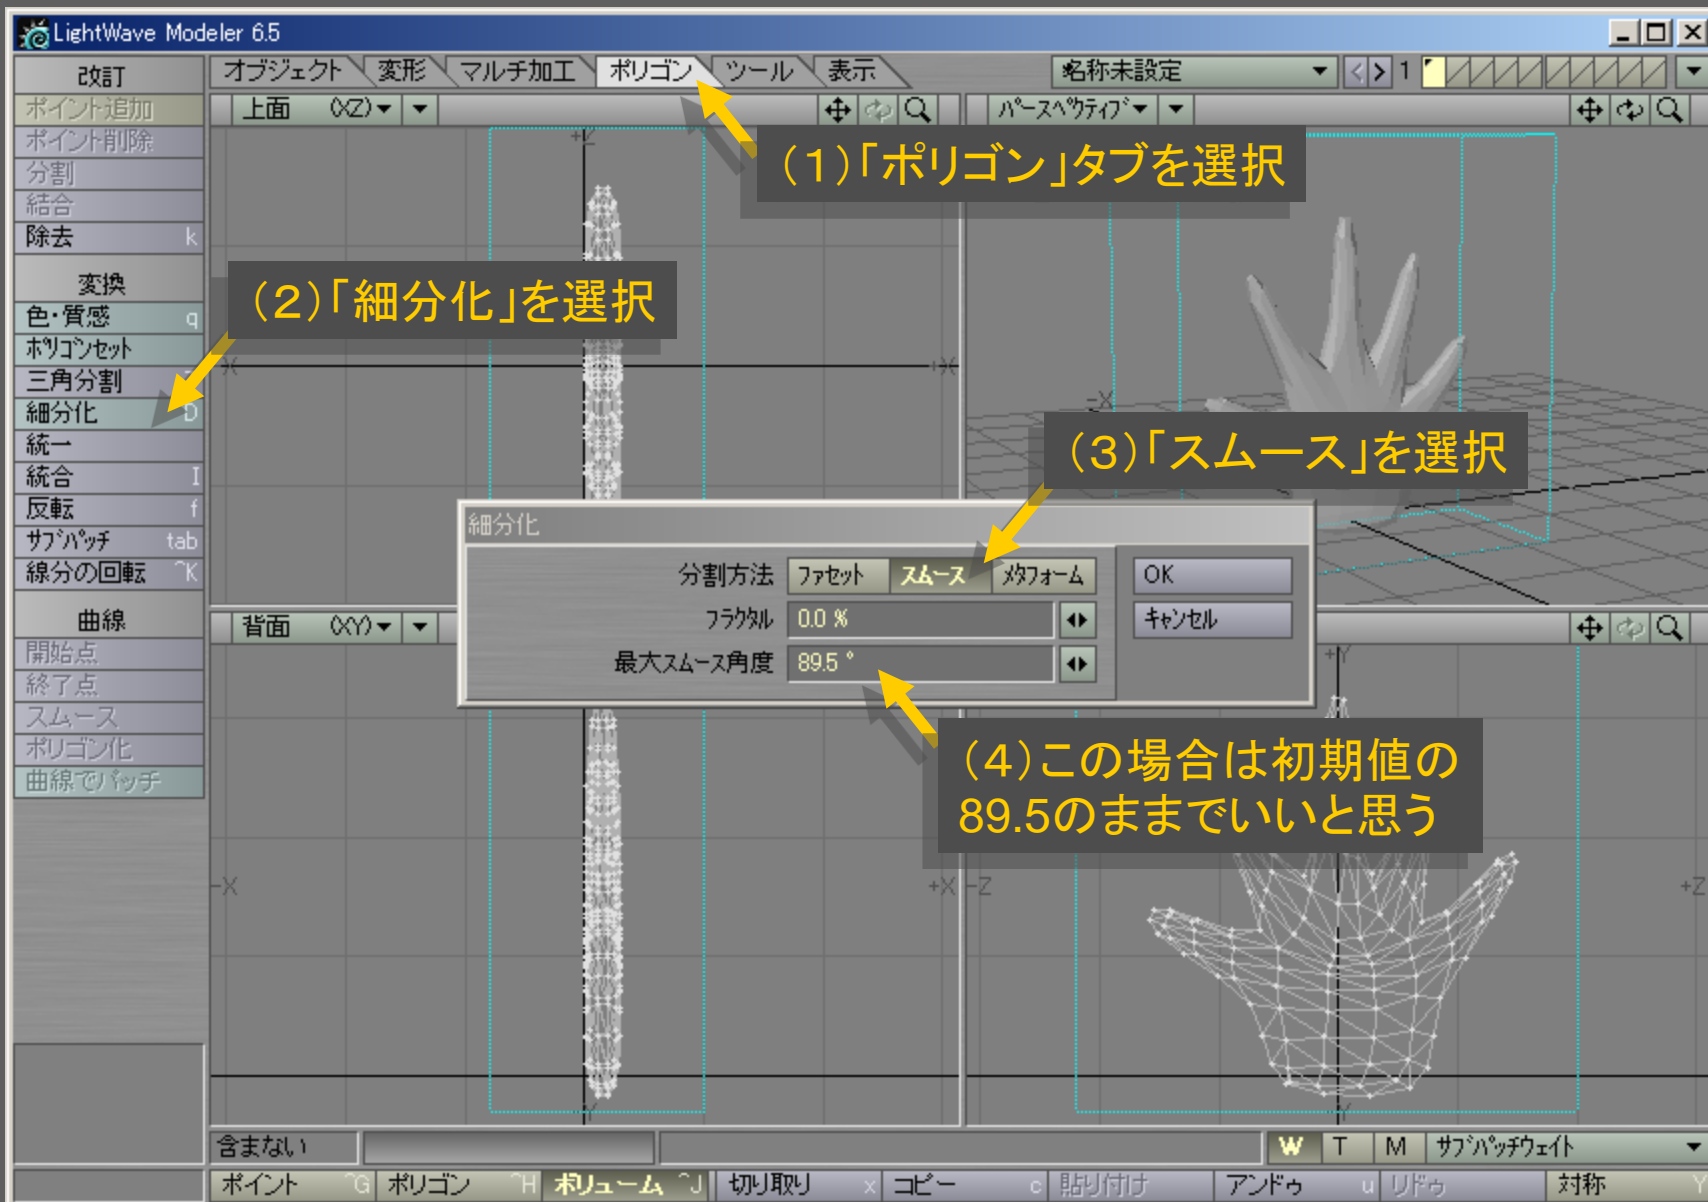 LightWave Modeler 6.5
改訂
オブジェクト 変形 マルチ加工 ポリゴン ツール 表示
名称未設定 1
ポイント追加
ポイント削除
分割
結合
除去 k
変換
色・質感 q
ポリゴンセット
三角分割
細分化 D
統一
統合 I
反転 f
サブパッチ tab
線分の回転 ^K
曲線
開始点
終了点
スムース
ポリゴン化
曲線でパッチ
上面 (XZ)
パースペクティブ
(1)「ポリゴン」タブを選択
(2)「細分化」を選択
(3)「スムース」を選択
-X
+X
-X
細分化
分割方法 ファセット スムース メタフォーム OK
フラクタル 0.0 % キャンセル
最大スムース角度 89.5 °
背面 (XY)
+Y
(4)この場合は初期値の
89.5のままでいいと思う
-X +X -Z +Z
含まない W T M サブパッチウェイト
ポイント ^G ポリゴン ^H ボリューム ^J 切り取り x コピー c 貼り付け アンドゥ u リドゥ 対称